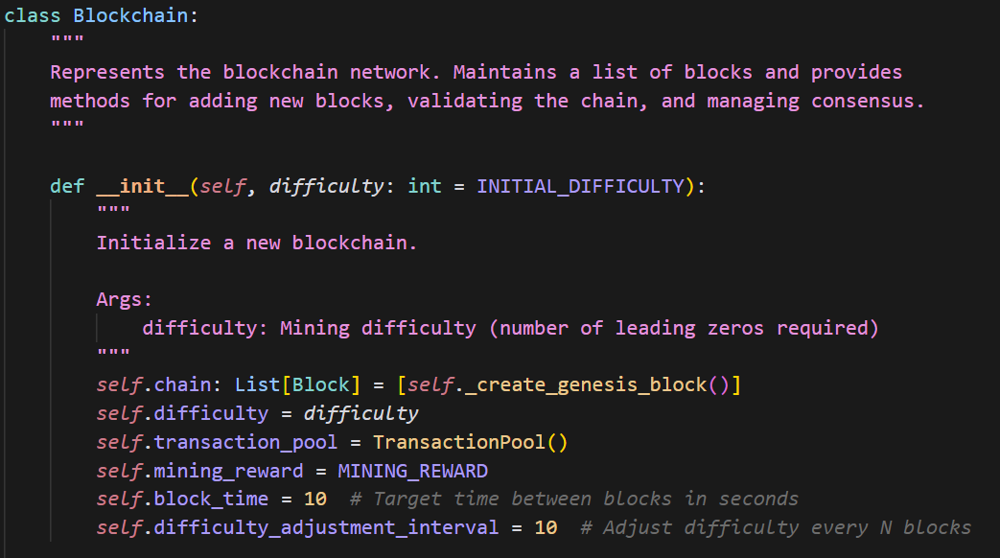 class Blockchain:
    """
    Represents the blockchain network. Maintains a list of blocks and provides
    methods for adding new blocks, validating the chain, and managing consensus.
    """

    def __init__(self, difficulty: int = INITIAL_DIFFICULTY):
        """
        Initialize a new blockchain.

        Args:
            difficulty: Mining difficulty (number of leading zeros required)
        """
        self.chain: List[Block] = [self._create_genesis_block()]
        self.difficulty = difficulty
        self.transaction_pool = TransactionPool()
        self.mining_reward = MINING_REWARD
        self.block_time = 10  # Target time between blocks in seconds
        self.difficulty_adjustment_interval = 10  # Adjust difficulty every N blocks